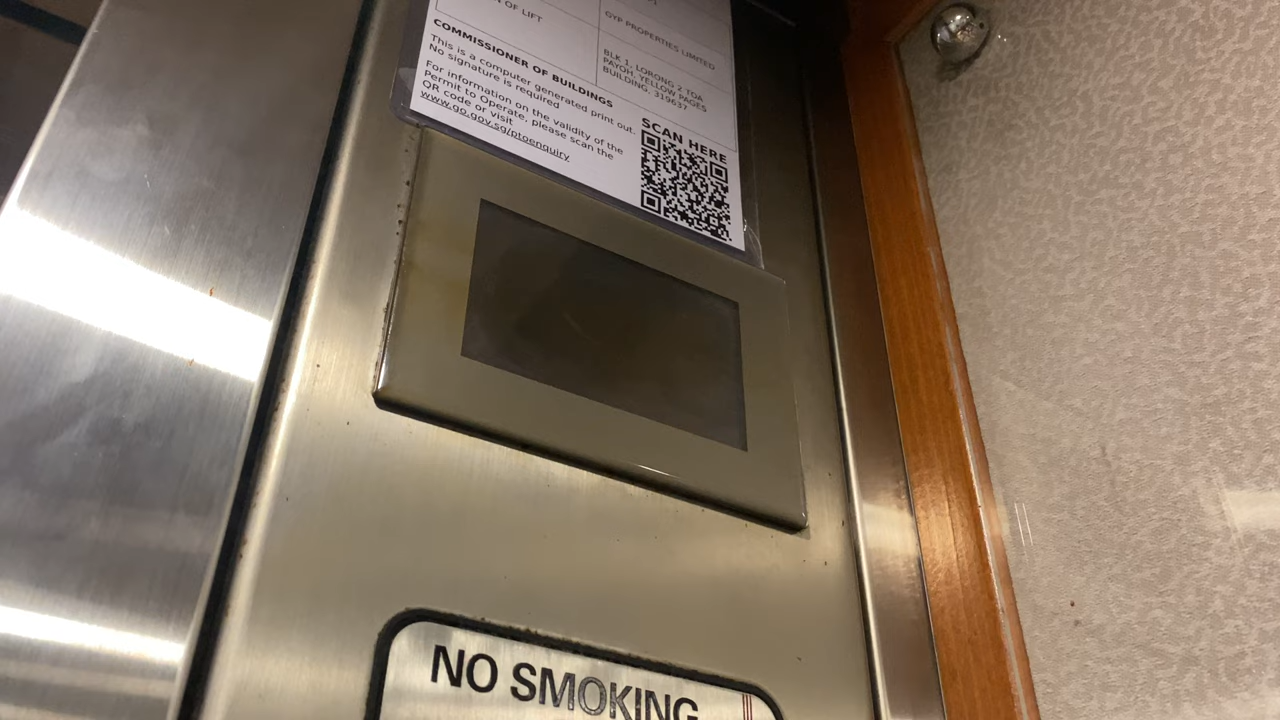 OF LIFT
GYP PROPERTIES LIMITED
BLK 1, LORONG 2 TOA
PAYOH, YELLOW PAGES
BUILDING, 319637
COMMISSIONER OF BUILDINGS
This is a computer generated print out.
No signature is required
For information on the validity of the
Permit to Operate, please scan the
QR code or visit
www.go.gov.sg/ptoenquiry
SCAN HERE
NO SMOKING